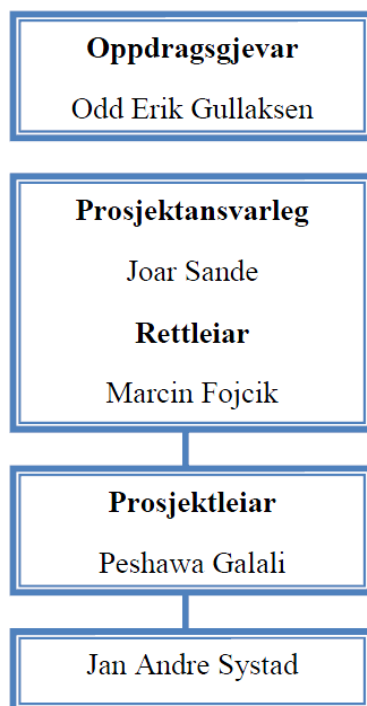 Oppdragsgjevar
Odd Erik Gullaksen
Prosjektansvarleg
Joar Sande
Rettleiar
Marcin Fojcik
Prosjektleiar
Peshawa Galali
Jan Andre Systad